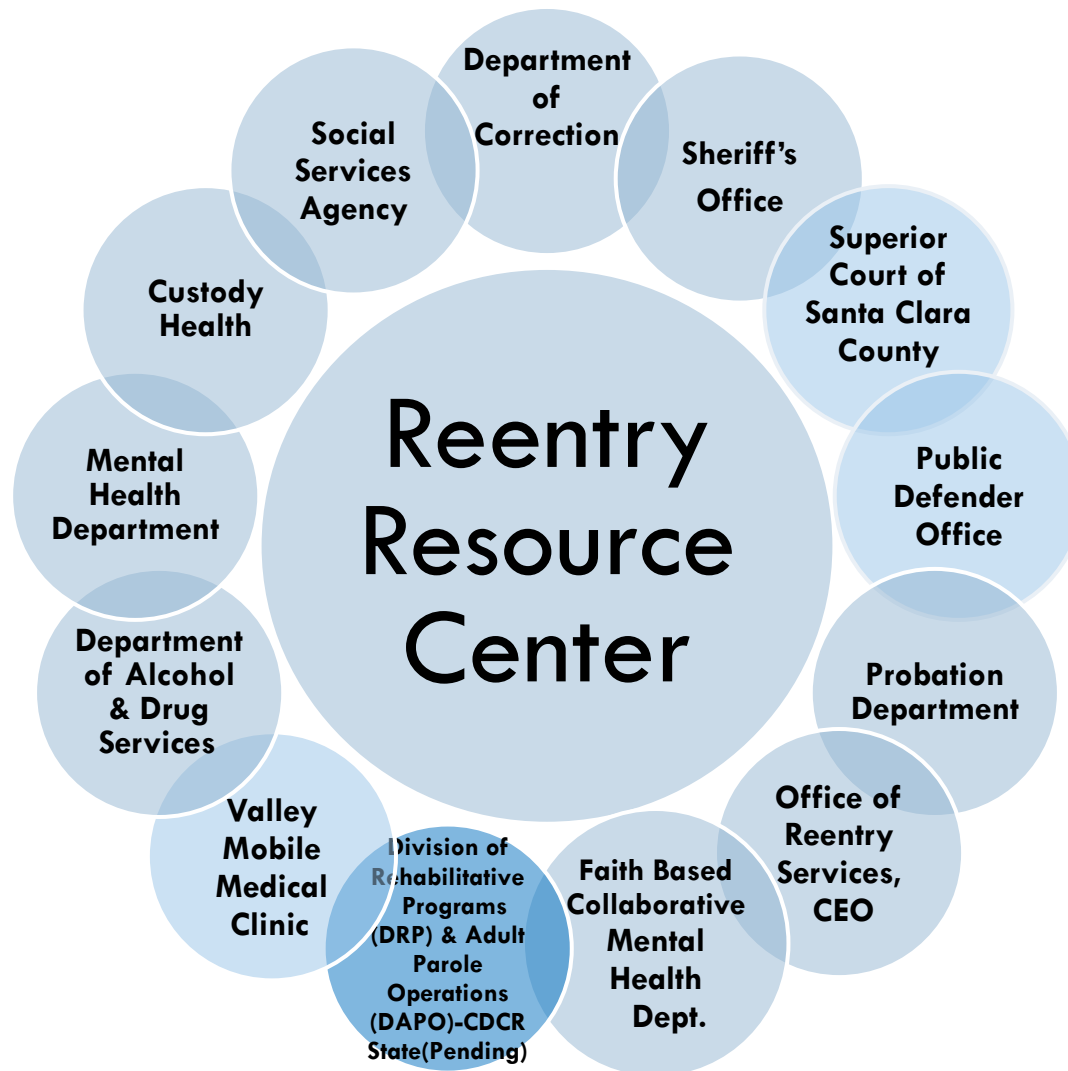 Department
of
Correction
Sheriff's
Office
Superior
Court of
Santa Clara
County
Public
Defender
Office
Probation
Department
Office of
Reentry
Services,
CEO
Faith Based
Collaborative
Mental
Health
Dept.
Division of
Rehabilitative
Programs
(DRP) & Adult
Parole
Operations
(DAPO)-CDCR
State(Pending)
Valley
Mobile
Medical
Clinic
Department
of Alcohol
& Drug
Services
Mental
Health
Department
Custody
Health
Social
Services
Agency
Reentry
Resource
Center